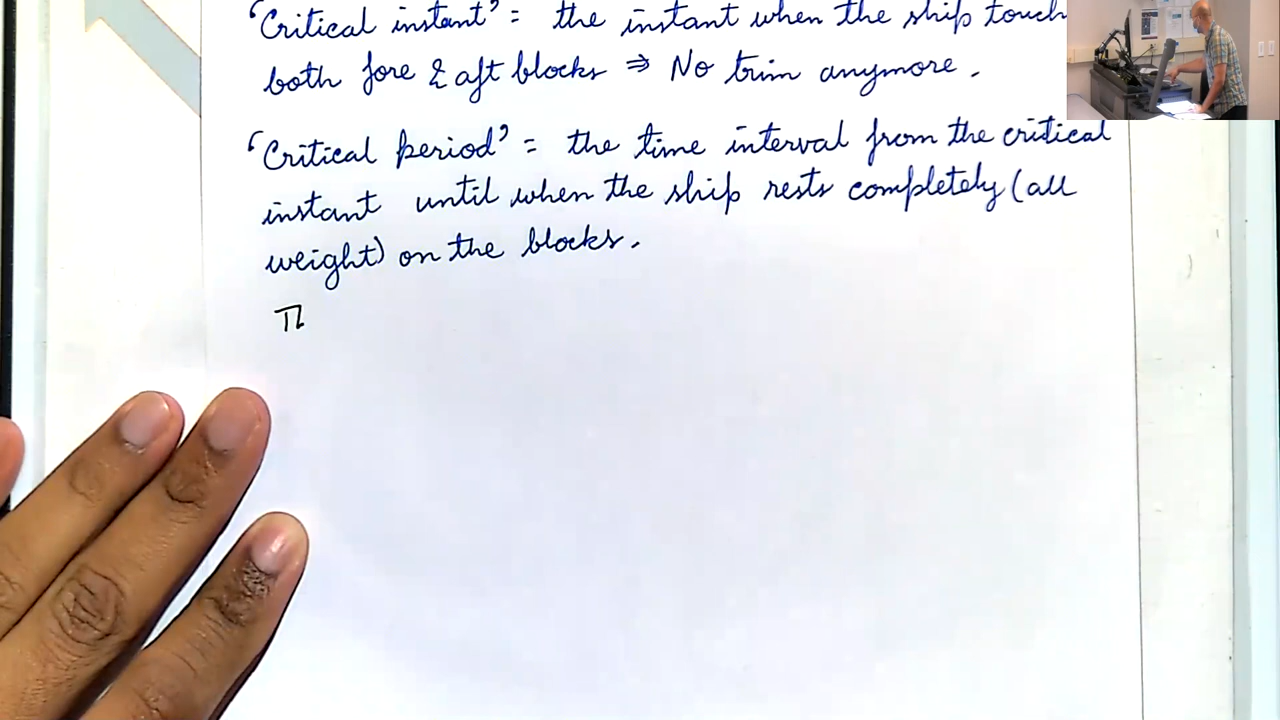 'Critical instant' = the instant when the ship touch
both fore & aft blocks ⇒ No trim anymore.
'Critical period' = the time interval from the critical
instant until when the ship rests completely (all
weight) on the blocks.